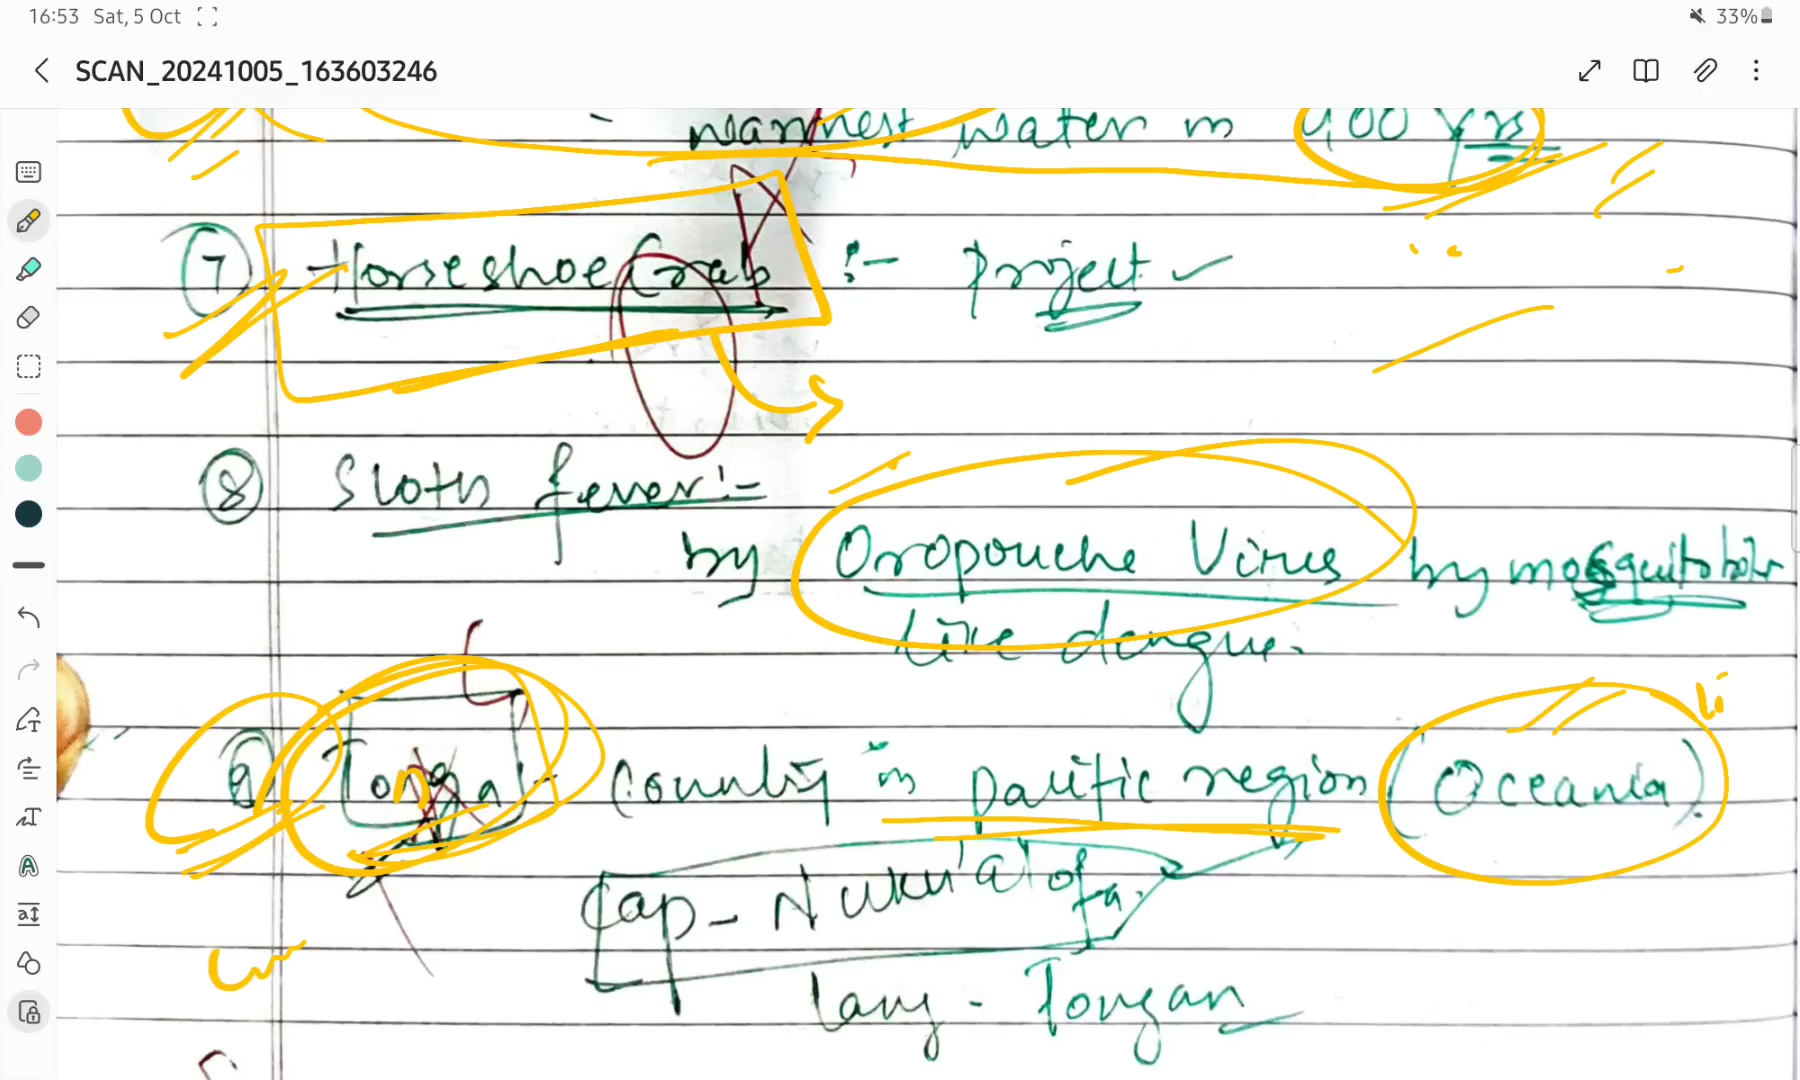 16:53 Sat, 5 Oct 33%
SCAN_20241005_163603246
- warmest water in 400 Yrs
7 Horseshoe Crab :- Project
8 Sloth fever :-
by Oropouche Virus by mosquito bite
like dengue.
9 Tonga - Country in pacific region (Oceania)
Cap - Nuku'alofa.
lang - Tongan